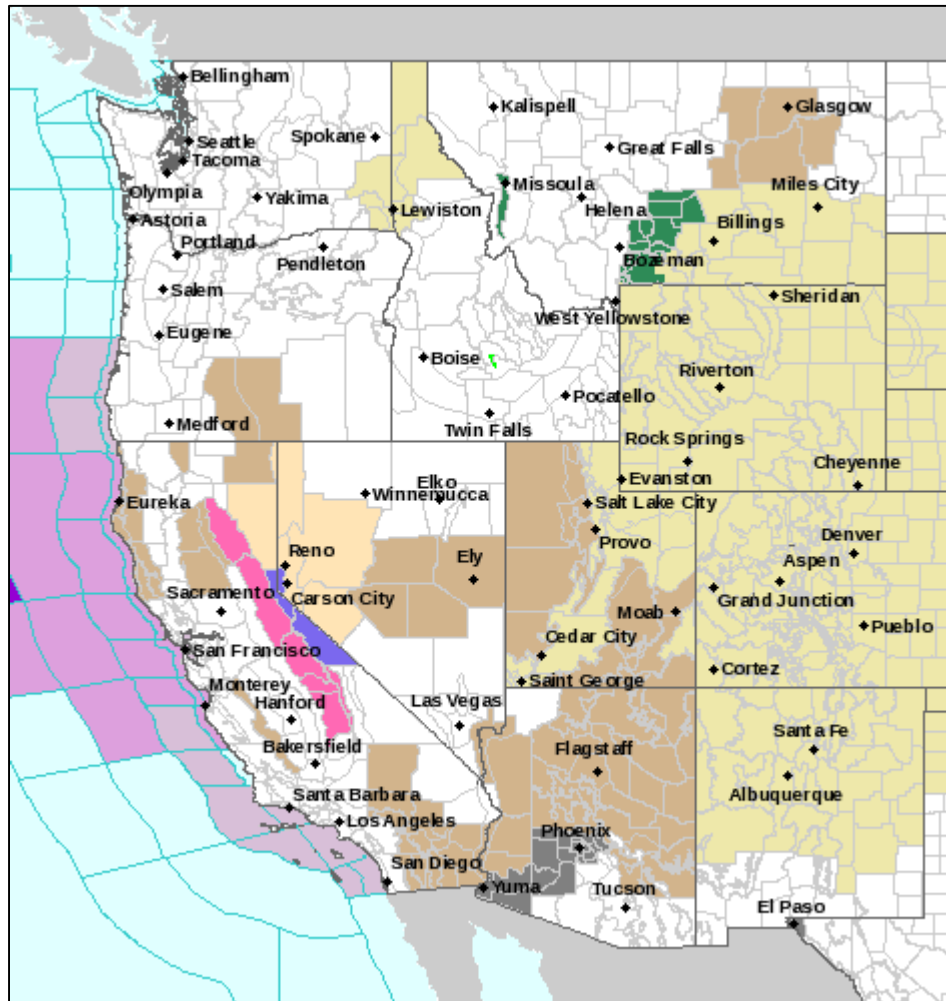 Bellingham
Kalispell
Glasgow
Spokane
Seattle
Great Falls
Tacoma
Miles City
Missoula
Olympia
Yakima
Helena
Lewiston
Astoria
Billings
Portland
Bozeman
Pendleton
Salem
Sheridan
West Yellowstone
Eugene
Boise
Riverton
Pocatello
Medford
Twin Falls
Rock Springs
Cheyenne
Elko
Evanston
Winnemucca
Eureka
Salt Lake City
Provo
Denver
Reno
Ely
Aspen
Sacramento
Carson City
Grand Junction
Moab
Pueblo
Cedar City
San Francisco
Cortez
Saint George
Monterey
Hanford
Las Vegas
Santa Fe
Bakersfield
Flagstaff
Albuquerque
Santa Barbara
Los Angeles
Phoenix
San Diego
Yuma
Tucson
El Paso